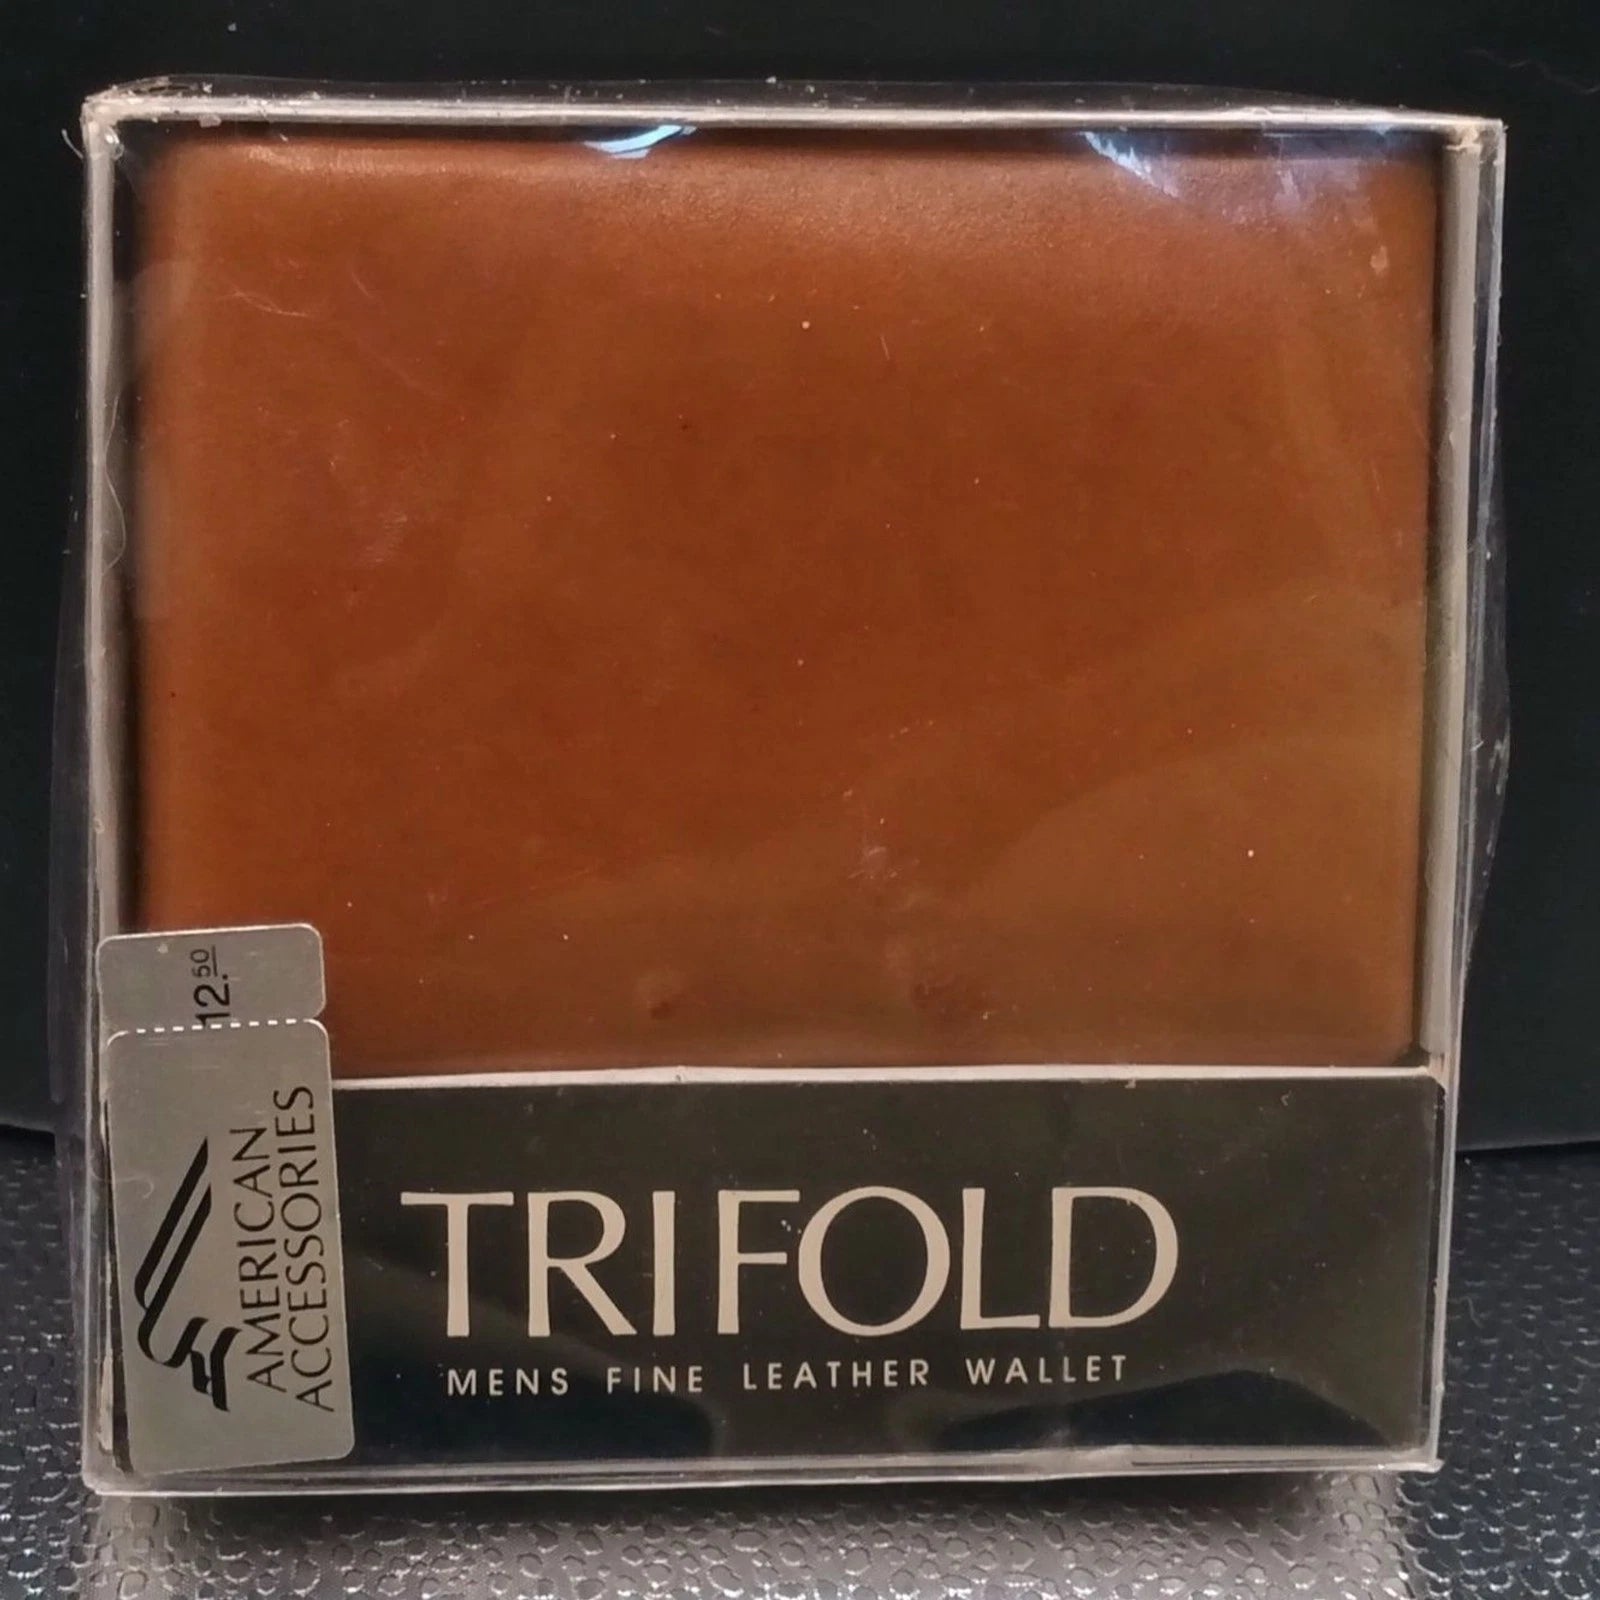 12.50
AMERICAN
ACCESSORIES
TRIFOLD
MENS FINE LEATHER WALLET